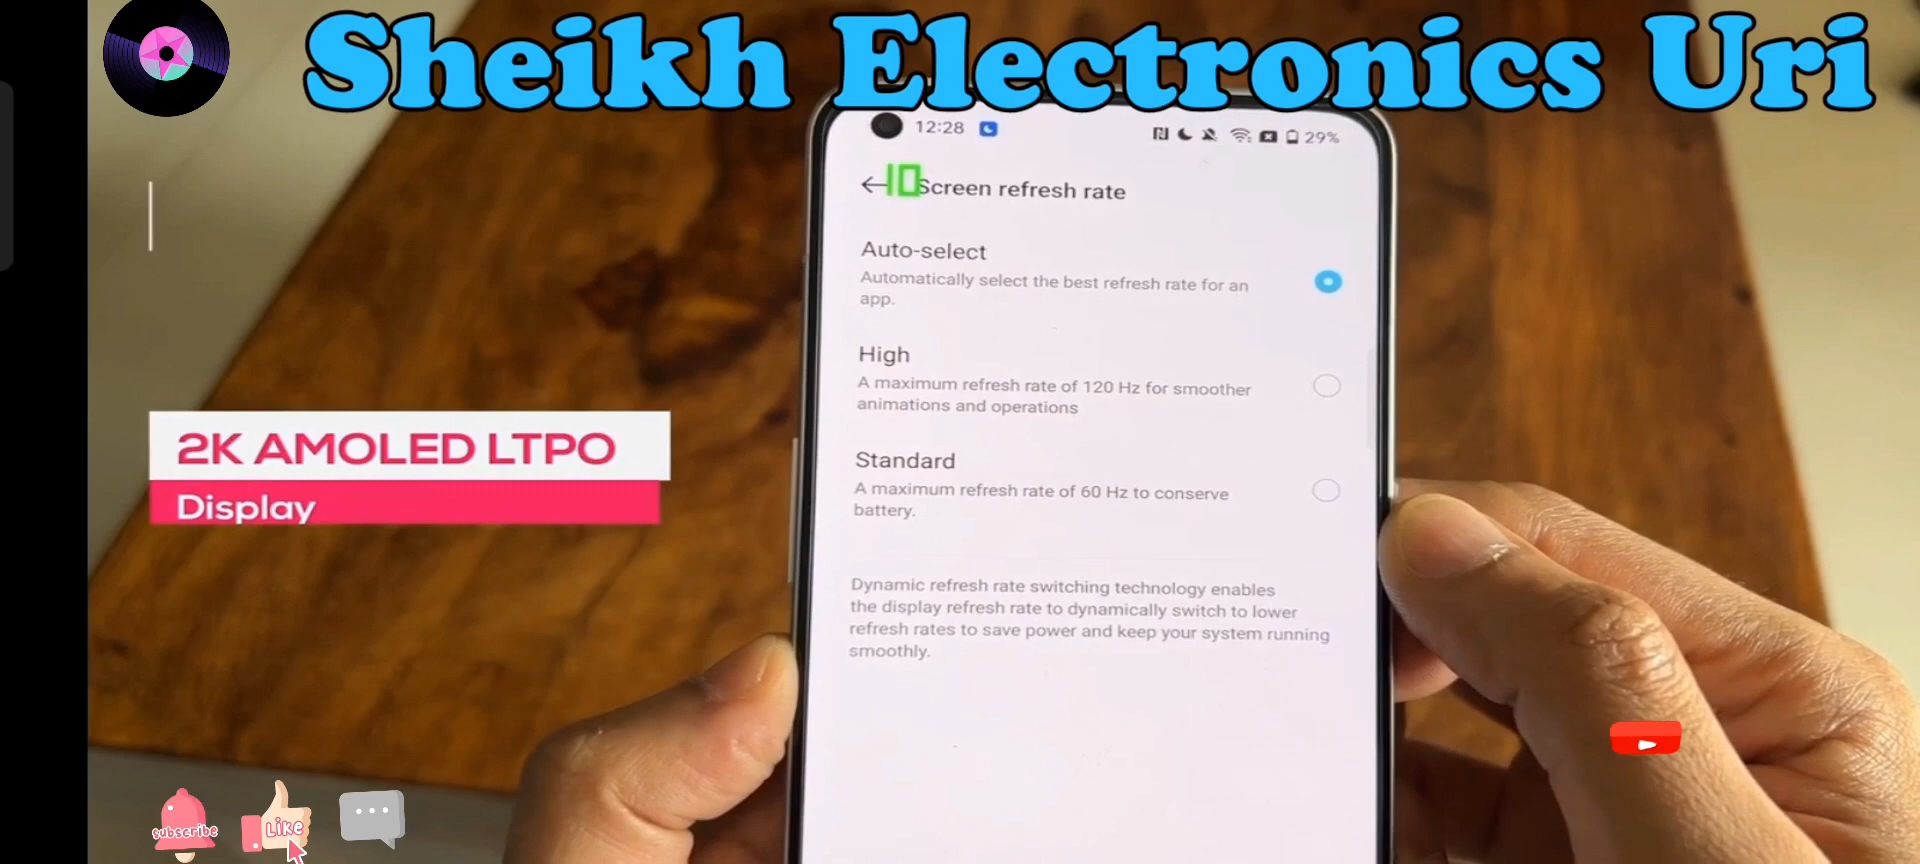 Sheikh Electronics Uri
12:28
29%
10
Screen refresh rate
Auto-select
Automatically select the best refresh rate for an
app.
High
A maximum refresh rate of 120 Hz for smoother
animations and operations
Standard
A maximum refresh rate of 60 Hz to conserve
battery.
Dynamic refresh rate switching technology enables
the display refresh rate to dynamically switch to lower
refresh rates to save power and keep your system running
smoothly.
2K AMOLED LTPO
Display
subscribe
Like